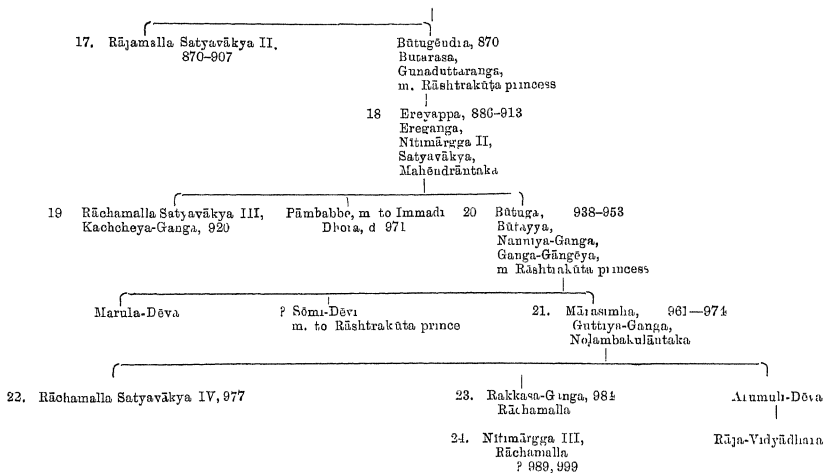 17. Rājamalla Satyavākya II.
870–907
Būtugēndra, 870
Butarasa,
Gunaduttaranga,
m. Rāshtrakūṭa princess
18 Ereyappa, 886–913
Ereganga,
Nītimārgga II,
Satyavākya,
Mahēndrāntaka
19 Rāchamalla Satyavākya III,
Kachcheya-Ganga, 920
Pāmbabbe, m to Immadi
Dhora, d 971
20 Būtuga, 938–953
Būtayya,
Nanniya-Ganga,
Ganga-Gāngēya,
m Rāshtrakūta princess
Marula-Dēva
? Sōmi-Dēvi
m. to Rāshtrakūta prince
21. Mārasimha, 961—974
Guttiya-Ganga,
Noḷambakulāntaka
22. Rāchamalla Satyavākya IV, 977
23. Rakkasa-Ganga, 984
Rāchamalla
Arumuli-Dēva
24. Nītimārgga III,
Rāchamalla
? 989, 999
Rāja-Vidyādhara